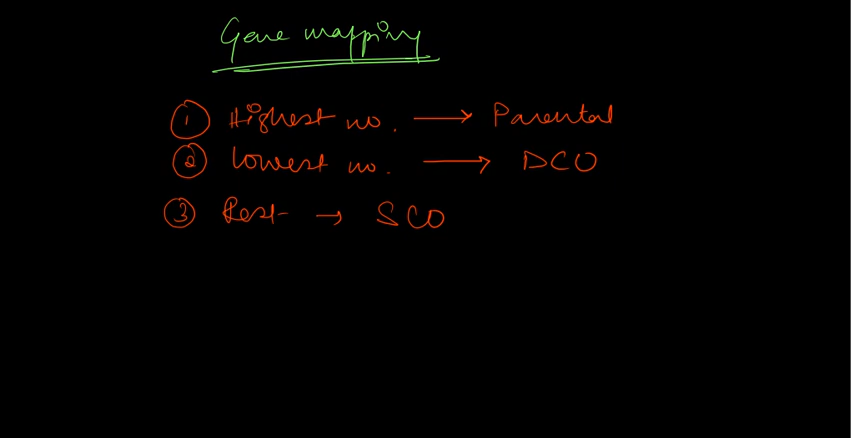 Gene mapping
① Highest no. → Parental
② Lowest no. → DCO
③ Rest → SCO